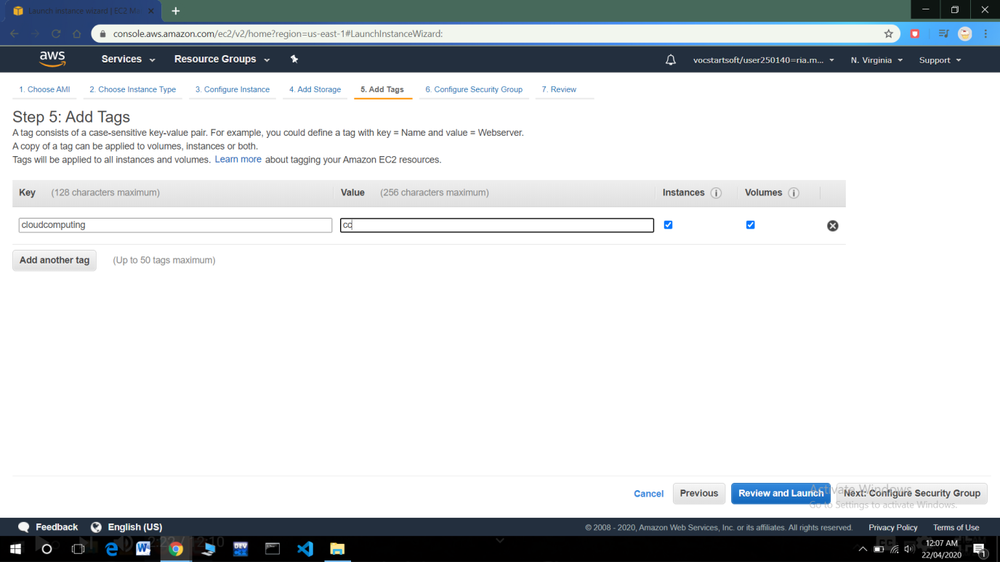 Launch instance wizard | EC2 M
console.aws.amazon.com/ec2/v2/home?region=us-east-1#LaunchInstanceWizard:
aws Services Resource Groups vocstartsoft/user250140=ria.m... N. Virginia Support
1. Choose AMI 2. Choose Instance Type 3. Configure Instance 4. Add Storage 5. Add Tags 6. Configure Security Group 7. Review
Step 5: Add Tags
A tag consists of a case-sensitive key-value pair. For example, you could define a tag with key = Name and value = Webserver.
A copy of a tag can be applied to volumes, instances or both.
Tags will be applied to all instances and volumes. Learn more about tagging your Amazon EC2 resources.
Key (128 characters maximum) Value (256 characters maximum) Instances i Volumes i
cloudcomputing cc
Add another tag (Up to 50 tags maximum)
Activate Windows
Cancel Previous Review and Launch Next: Configure Security Group
Go to Settings to activate Windows.
Feedback English (US) © 2008 - 2020, Amazon Web Services, Inc. or its affiliates. All rights reserved. Privacy Policy Terms of Use
DEV 12:07 AM
22/04/2020 1